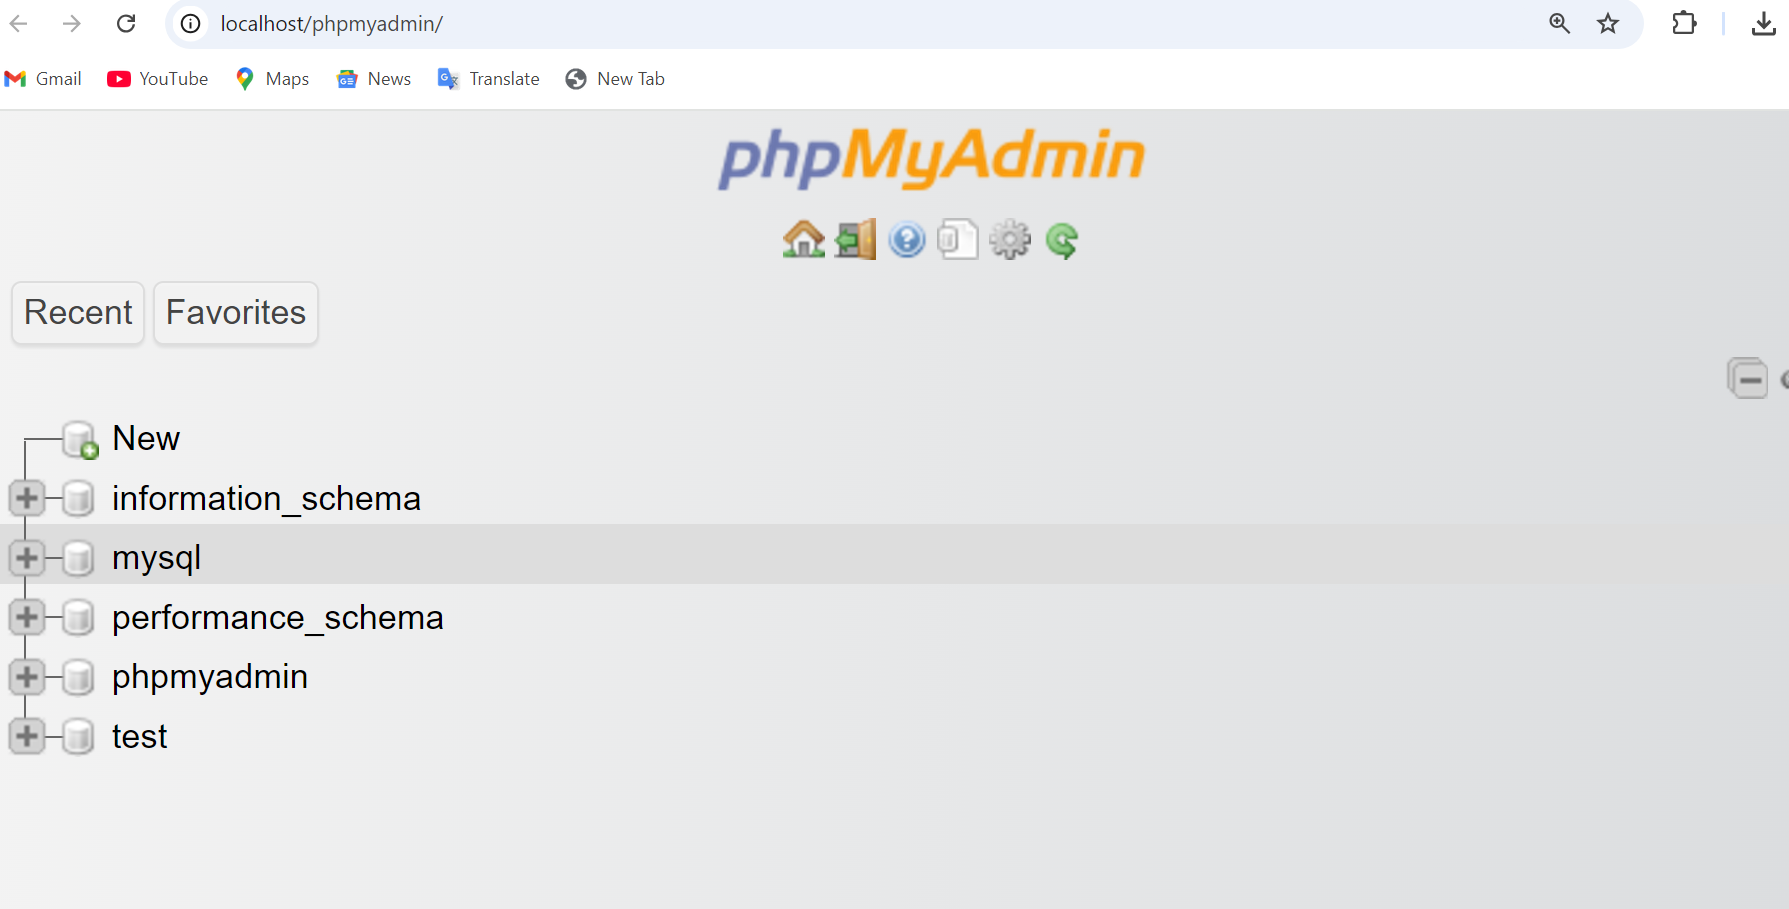 localhost/phpmyadmin/
Gmail YouTube Maps News Translate New Tab
phpMyAdmin
Recent Favorites
New
information_schema
mysql
performance_schema
phpmyadmin
test